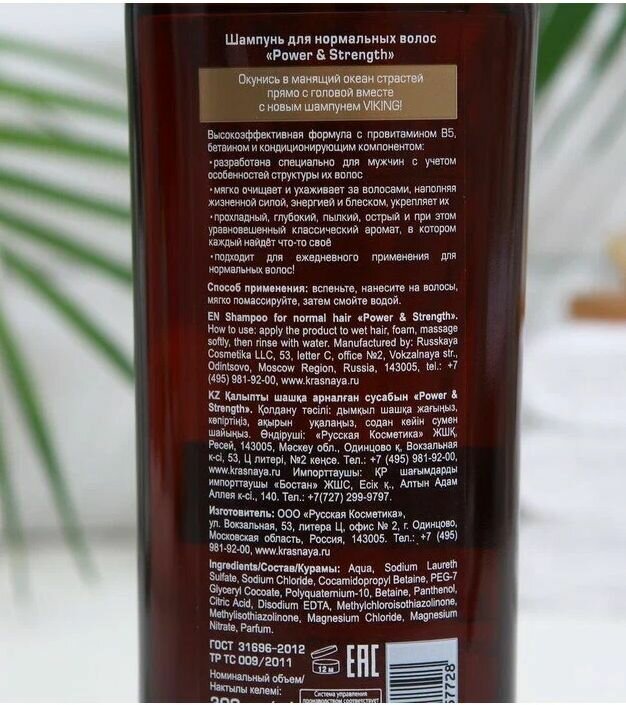 Шампунь для нормальных волос
«Power & Strength»
Окунись в манящий океан страстей
прямо с головой вместе
с новым шампунем VIKING!
Высокоэффективная формула с провитамином B5,
бетаином и кондиционирующим компонентом:
•разработана специально для мужчин с учетом
особенностей структуры их волос
•мягко очищает и ухаживает за волосами, наполняя
жизненной силой, энергией и блеском, укрепляет их
•прохладный, глубокий, пылкий, острый и при этом
уравновешенный классический аромат, в котором
каждый найдёт что-то своё
•подходит для ежедневного применения для
нормальных волос!
Способ применения: вспеньте, нанесите на волосы,
мягко помассируйте, затем смойте водой.
EN Shampoo for normal hair «Power & Strength».
How to use: apply the product to wet hair, foam, massage
softly, then rinse with water. Manufactured by: Russkaya
Cosmetika LLC, 53, letter C, office №2, Vokzalnaya str.,
Odintsovo, Moscow Region, Russia, 143005, tel.: +7
(495) 981-92-00, www.krasnaya.ru
KZ Қалыпты шашқа арналған сусабын «Power &
Strength». Қолдану тәсілі: дымқыл шашқа жағыңыз,
көпіртіңіз, ақырын уқалаңыз, содан кейін сумен
шайыңыз. Өндіруші: «Русская Косметика» ЖШҚ,
Ресей, 143005, Мәскеу обл., Одинцово қ., Вокзальная
к-сі, 53, Ц литері, №2 кеңсе. Тел.: +7 (495) 981-92-00,
www.krasnaya.ru Импорттаушы: ҚР шағымдарды
импорттаушы «Бостан» ЖШС, Есік қ., Алтын Адам
Аллея к-сі., 140. Тел.: +7(727) 299-9797.
Изготовитель: ООО «Русская Косметика»,
ул. Вокзальная, 53, литера Ц, офис № 2, г. Одинцово,
Московская область, Россия, 143005. Тел.: +7 (495)
981-92-00, www.krasnaya.ru
Ingredients/Состав/Құрамы: Aqua, Sodium Laureth
Sulfate, Sodium Chloride, Cocamidopropyl Betaine, PEG-7
Glyceryl Cocoate, Polyquaternium-10, Betaine, Panthenol,
Citric Acid, Disodium EDTA, Methylchloroisothiazolinone,
Methylisothiazolinone, Magnesium Chloride, Magnesium
Nitrate, Parfum.
ГОСТ 31696-2012
ТР ТС 009/2011
12 м
EAC
Номинальный объем/
Нақтылы көлемі:
Система управления
производством соответствует